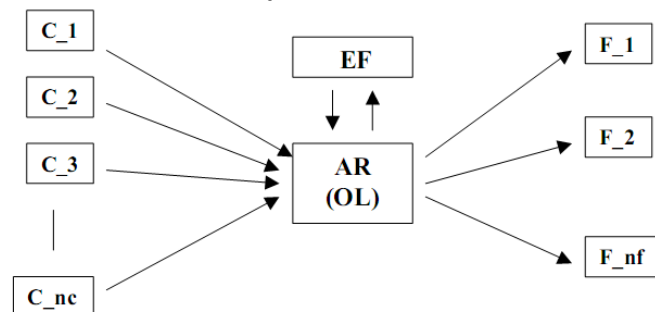 C_1
C_2
C_3
C_nc
EF
AR
(OL)
F_1
F_2
F_nf